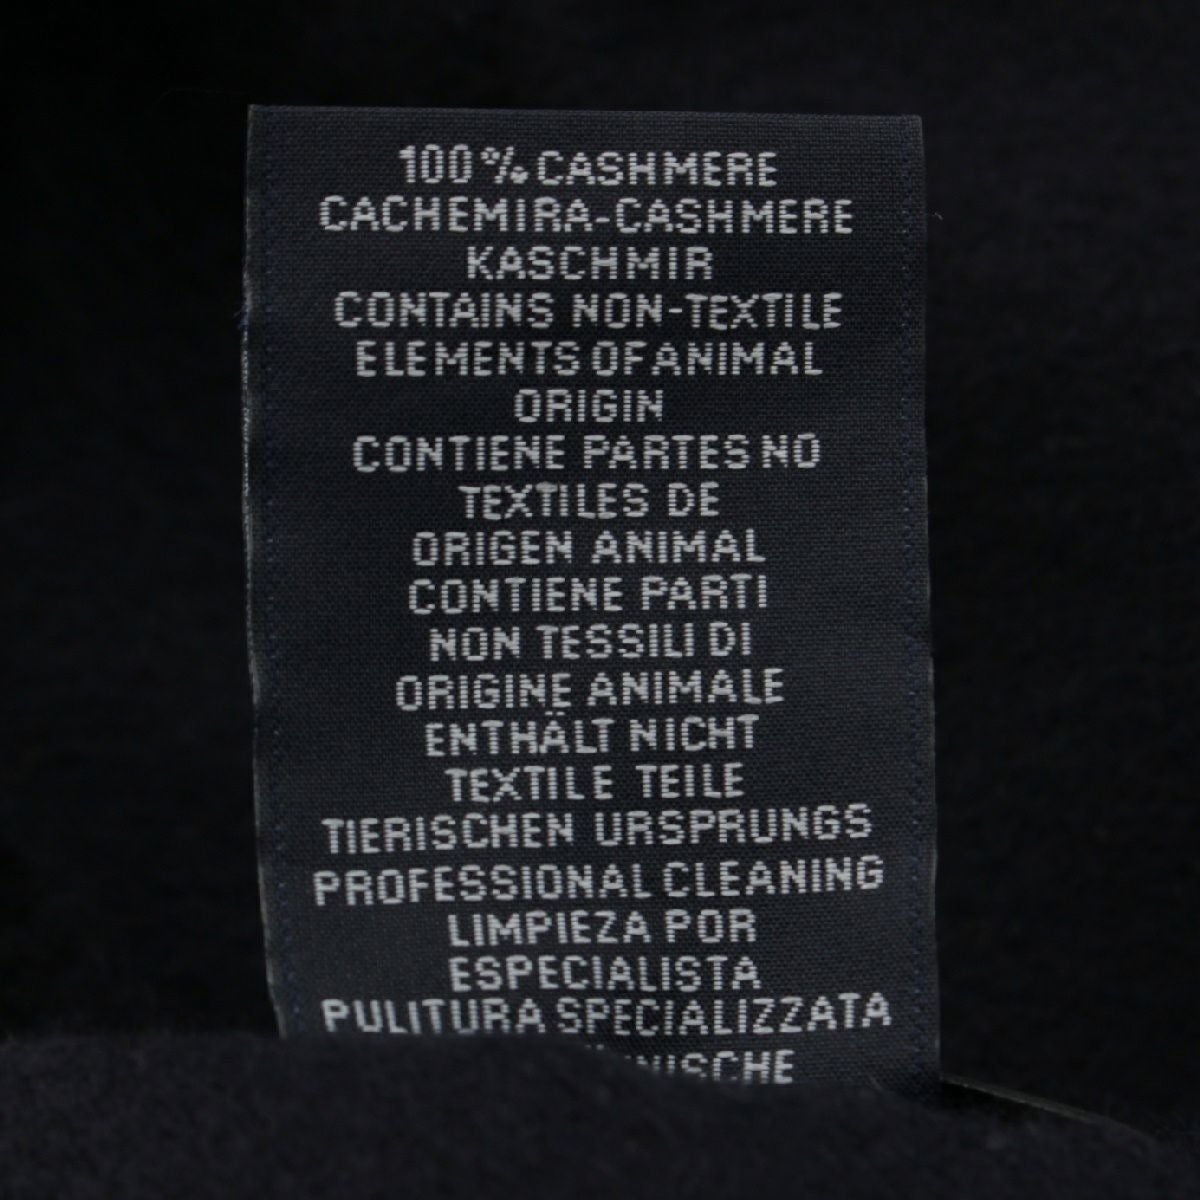 100% CASHMERE
CACHEMIRA-CASHMERE
KASCHMIR
CONTAINS NON-TEXTILE
ELEMENTS OF ANIMAL
ORIGIN
CONTIENE PARTES NO
TEXTILES DE
ORIGEN ANIMAL
CONTIENE PARTI
NON TESSILI DI
ORIGINE ANIMALE
ENTHÄLT NICHT
TEXTILE TEILE
TIERISCHEN URSPRUNGS
PROFESSIONAL CLEANING
LIMPIEZA POR
ESPECIALISTA
PULITURA SPECIALIZZATA